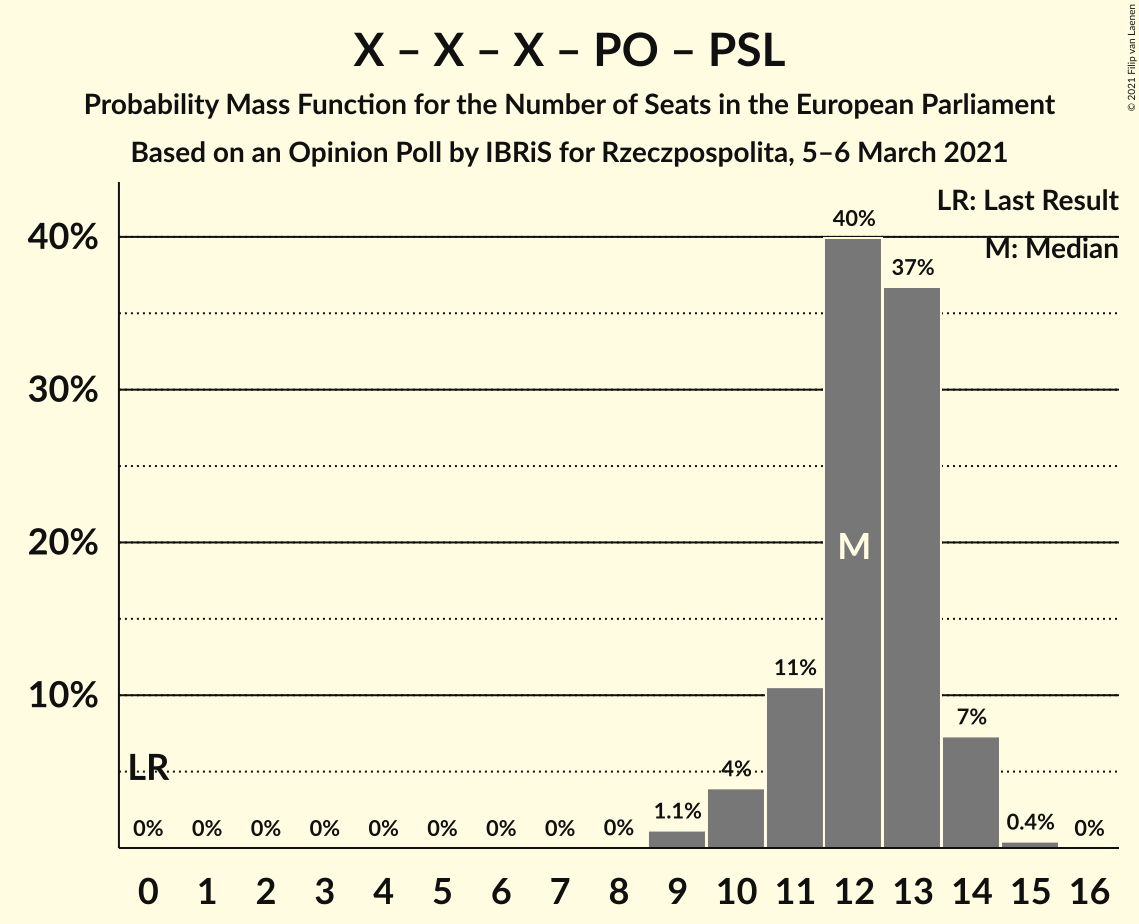 X – X – X – PO – PSL
Probability Mass Function for the Number of Seats in the European Parliament
Based on an Opinion Poll by IBRiS for Rzeczpospolita, 5–6 March 2021
© 2021 Filip van Laenen
LR: Last Result
M: Median
40%
30%
20%
10%
40%
37%
M
11%
7%
LR
4%
0% 0% 0% 0% 0% 0% 0% 0% 0% 1.1% 0.4% 0%
0 1 2 3 4 5 6 7 8 9 10 11 12 13 14 15 16